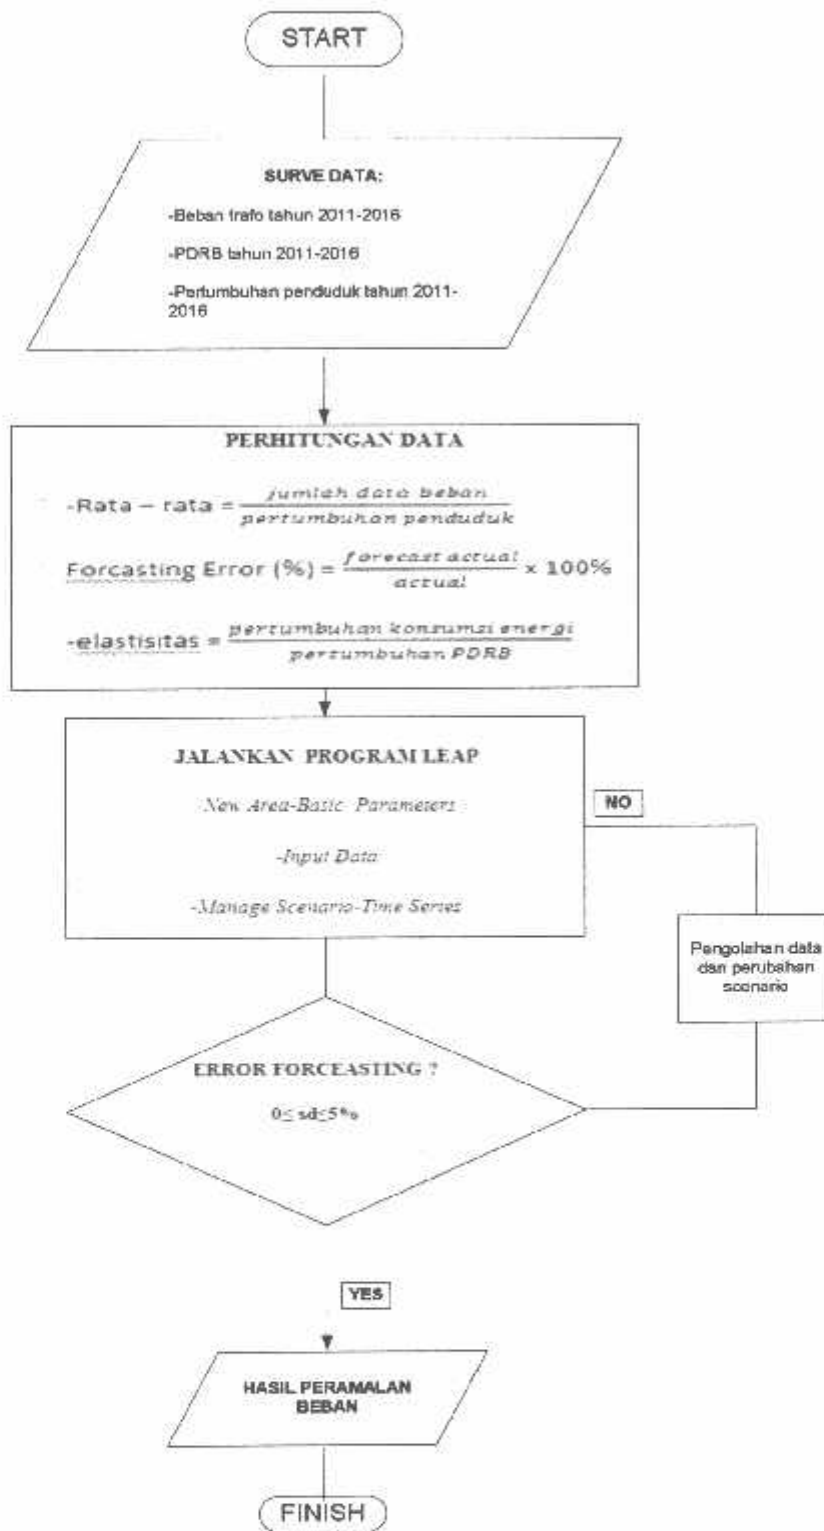 START
SURVE DATA:
-Beban trafo tahun 2011-2016
-PDRB tahun 2011-2016
-Pertumbuhan penduduk tahun 2011-
2016
PERHITUNGAN DATA
-Rata – rata = jumlah data beban / pertumbuhan penduduk
Forcasting Error (%) = forecast actual / actual x 100%
-elastisitas = pertumbuhan konsumsi energi / pertumbuhan PDRB
JALANKAN PROGRAM LEAP
-New Area-Basic Parameters
-Input Data
-Manage Scenario-Time Series
NO
Pengolahan data
dan perubahan
scenario
ERROR FORCEASTING ?
0≤ sd≤5%
YES
HASIL PERAMALAN
BEBAN
FINISH